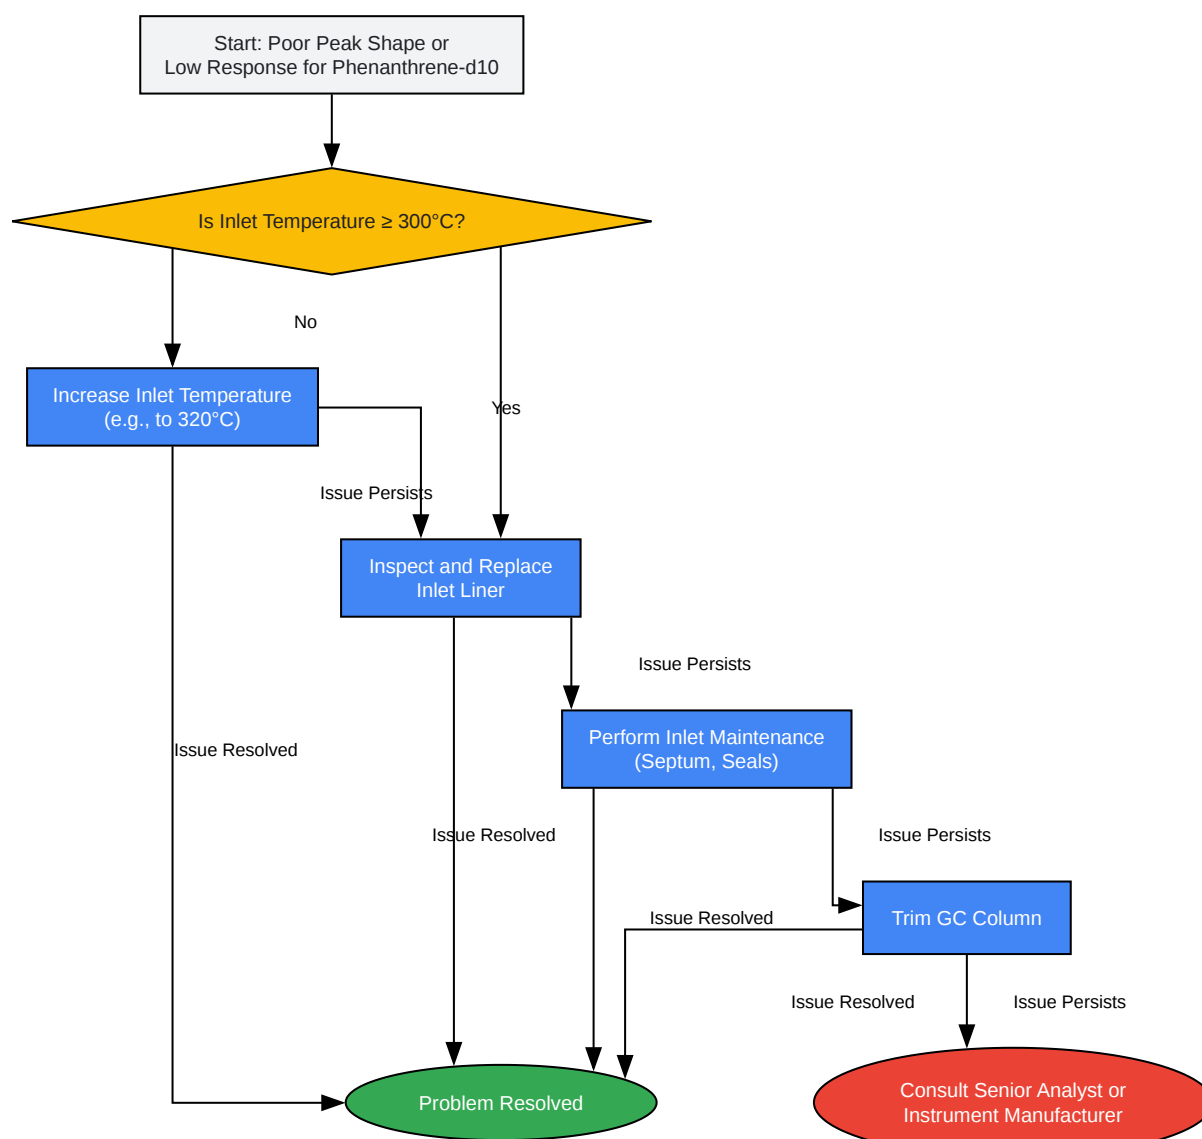 Start: Poor Peak Shape or
Low Response for Phenanthrene-d10
Is Inlet Temperature ≥ 300°C?
No
Increase Inlet Temperature
(e.g., to 320°C)
Yes
Issue Persists
Inspect and Replace
Inlet Liner
Issue Persists
Perform Inlet Maintenance
(Septum, Seals)
Issue Resolved
Issue Resolved
Issue Persists
Issue Resolved
Trim GC Column
Issue Resolved
Issue Persists
Problem Resolved
Consult Senior Analyst or
Instrument Manufacturer